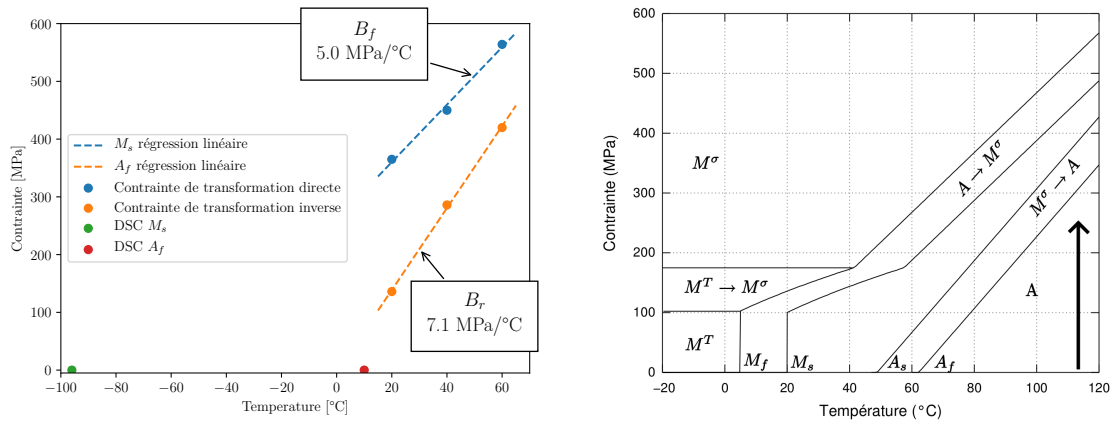 600
500
400
300
200
100
0
Contrainte [MPa]
B_f
5.0 MPa/°C
M_s régression linéaire
A_f régression linéaire
Contrainte de transformation directe
Contrainte de transformation inverse
DSC M_s
DSC A_f
B_r
7.1 MPa/°C
−100 −80 −60 −40 −20 0 20 40 60
Temperature [°C]
600
500
400
300
200
100
0
Contrainte (MPa)
M^σ
A → M^σ
M^σ → A
M^T → M^σ
A
M^T
M_f M_s A_s A_f
-20 0 20 40 60 80 100 120
Température (°C)